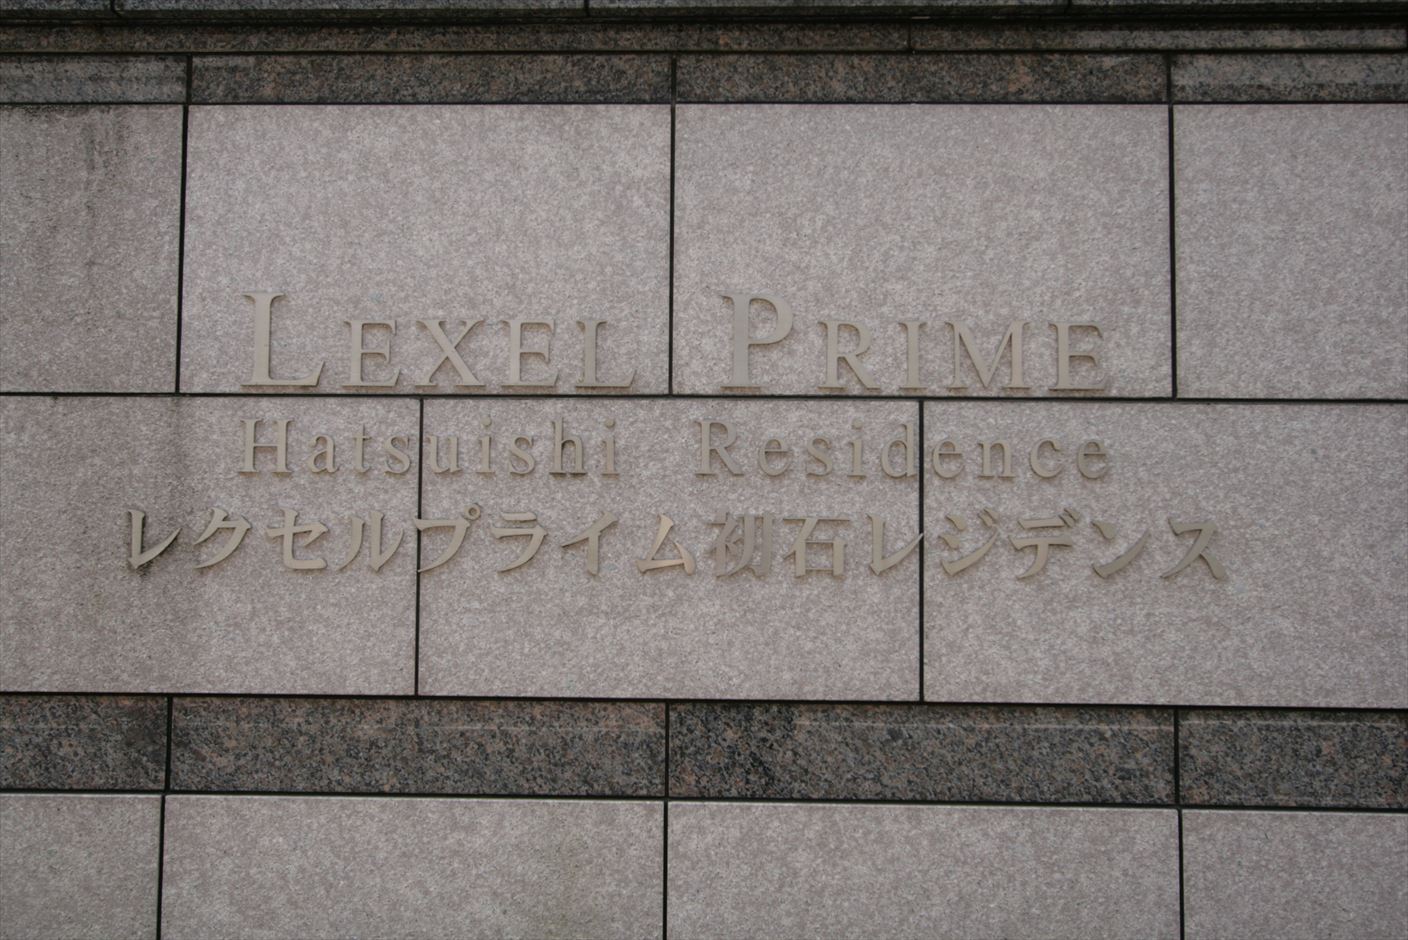 LEXEL PRIME
Hatsuishi Residence
レクセルプライム初石レジデンス